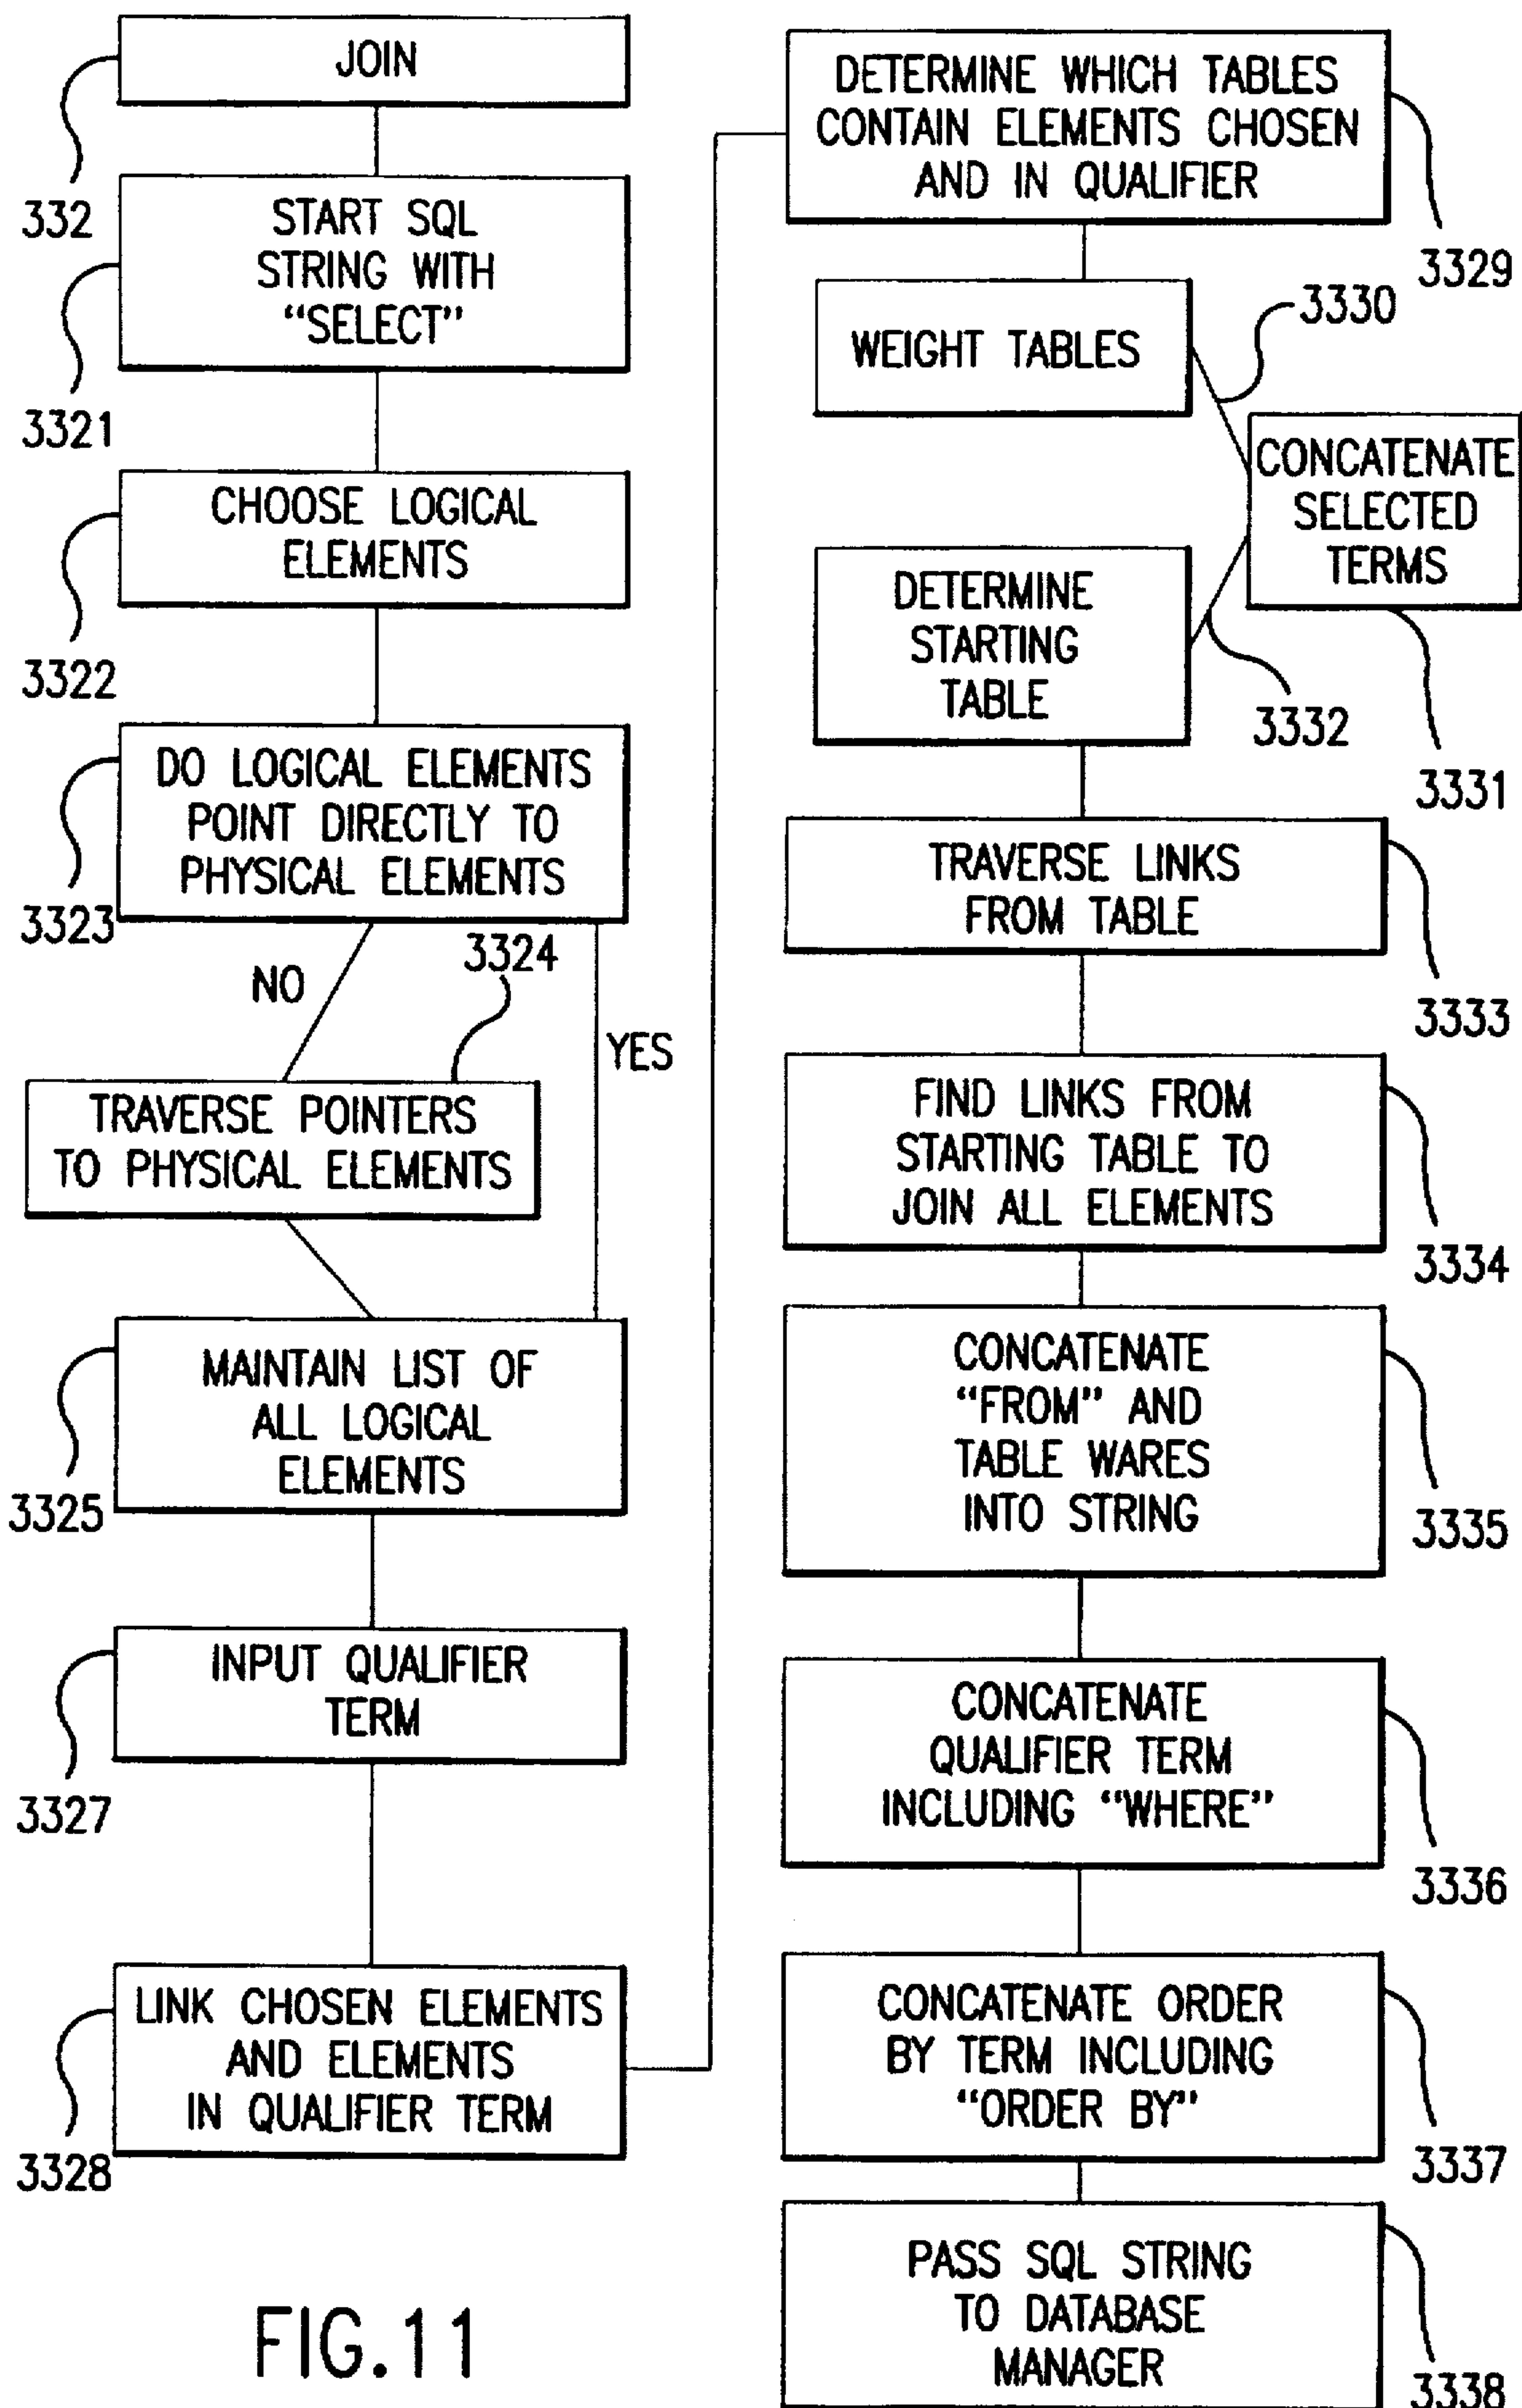 JOIN
332
START SQL
STRING WITH
“SELECT”
3321
CHOOSE LOGICAL
ELEMENTS
3322
DO LOGICAL ELEMENTS
POINT DIRECTLY TO
PHYSICAL ELEMENTS
3323
NO
3324
YES
TRAVERSE POINTERS
TO PHYSICAL ELEMENTS
MAINTAIN LIST OF
ALL LOGICAL
ELEMENTS
3325
INPUT QUALIFIER
TERM
3327
LINK CHOSEN ELEMENTS
AND ELEMENTS
IN QUALIFIER TERM
3328
DETERMINE WHICH TABLES
CONTAIN ELEMENTS CHOSEN
AND IN QUALIFIER
3329
WEIGHT TABLES
3330
CONCATENATE
SELECTED
TERMS
3331
DETERMINE
STARTING
TABLE
3332
TRAVERSE LINKS
FROM TABLE
3333
FIND LINKS FROM
STARTING TABLE TO
JOIN ALL ELEMENTS
3334
CONCATENATE
“FROM” AND
TABLE WARES
INTO STRING
3335
CONCATENATE
QUALIFIER TERM
INCLUDING “WHERE”
3336
CONCATENATE ORDER
BY TERM INCLUDING
“ORDER BY”
3337
PASS SQL STRING
TO DATABASE
MANAGER
3338
FIG.11